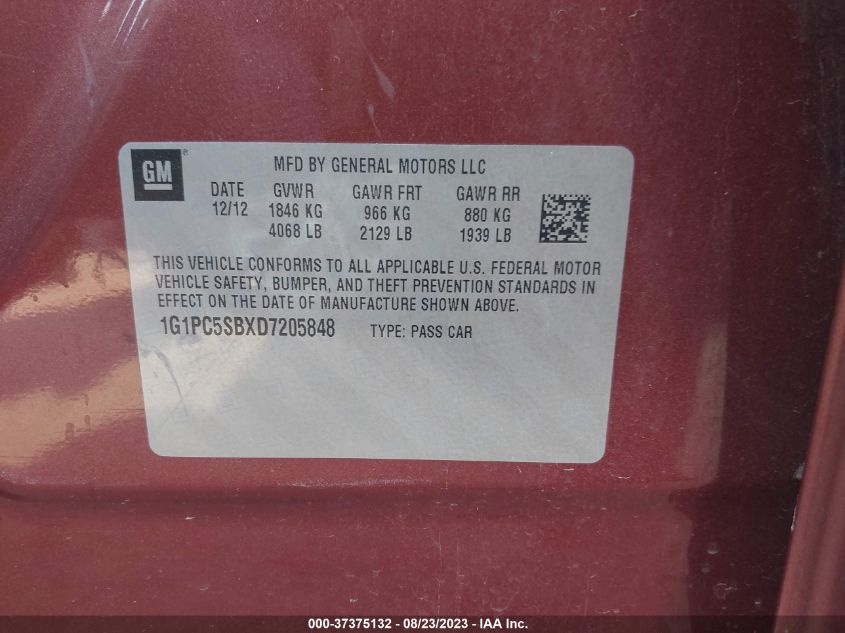 GM
MFD BY GENERAL MOTORS LLC
DATE GVWR GAWR FRT GAWR RR
12/12 1846 KG 966 KG 880 KG
4068 LB 2129 LB 1939 LB
THIS VEHICLE CONFORMS TO ALL APPLICABLE U.S. FEDERAL MOTOR
VEHICLE SAFETY, BUMPER, AND THEFT PREVENTION STANDARDS IN
EFFECT ON THE DATE OF MANUFACTURE SHOWN ABOVE.
1G1PC5SBXD7205848 TYPE: PASS CAR
000-37375132 - 08/23/2023 - IAA Inc.